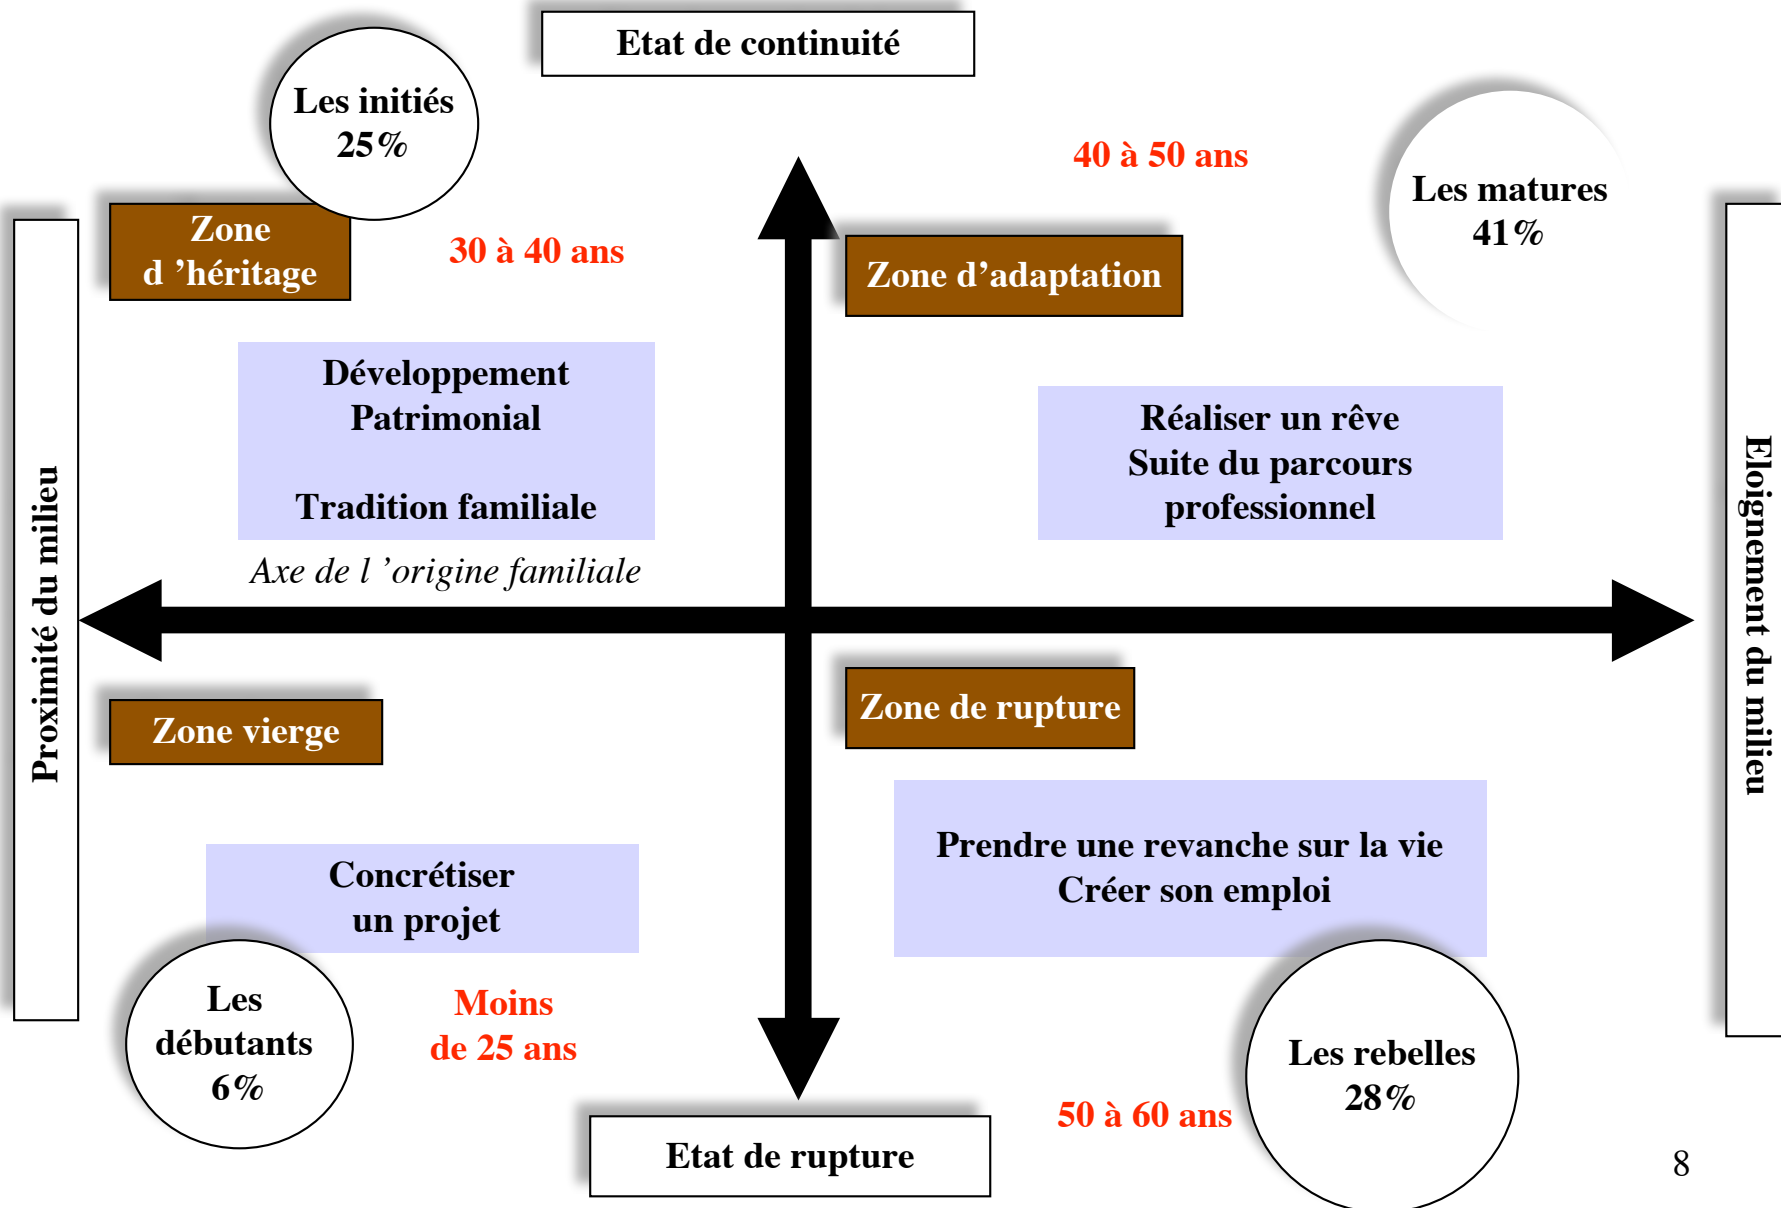 Etat de continuité
Les initiés
25%
40 à 50 ans
Les matures
41%
Zone
d ’héritage
30 à 40 ans
Zone d’adaptation
Développement
Patrimonial
Tradition familiale
Réaliser un rêve
Suite du parcours
professionnel
Proximité du milieu
Axe de l ’origine familiale
Eloignement du milieu
Zone vierge
Zone de rupture
Concrétiser
un projet
Prendre une revanche sur la vie
Créer son emploi
Les
débutants
6%
Moins
de 25 ans
50 à 60 ans
Les rebelles
28%
Etat de rupture
8